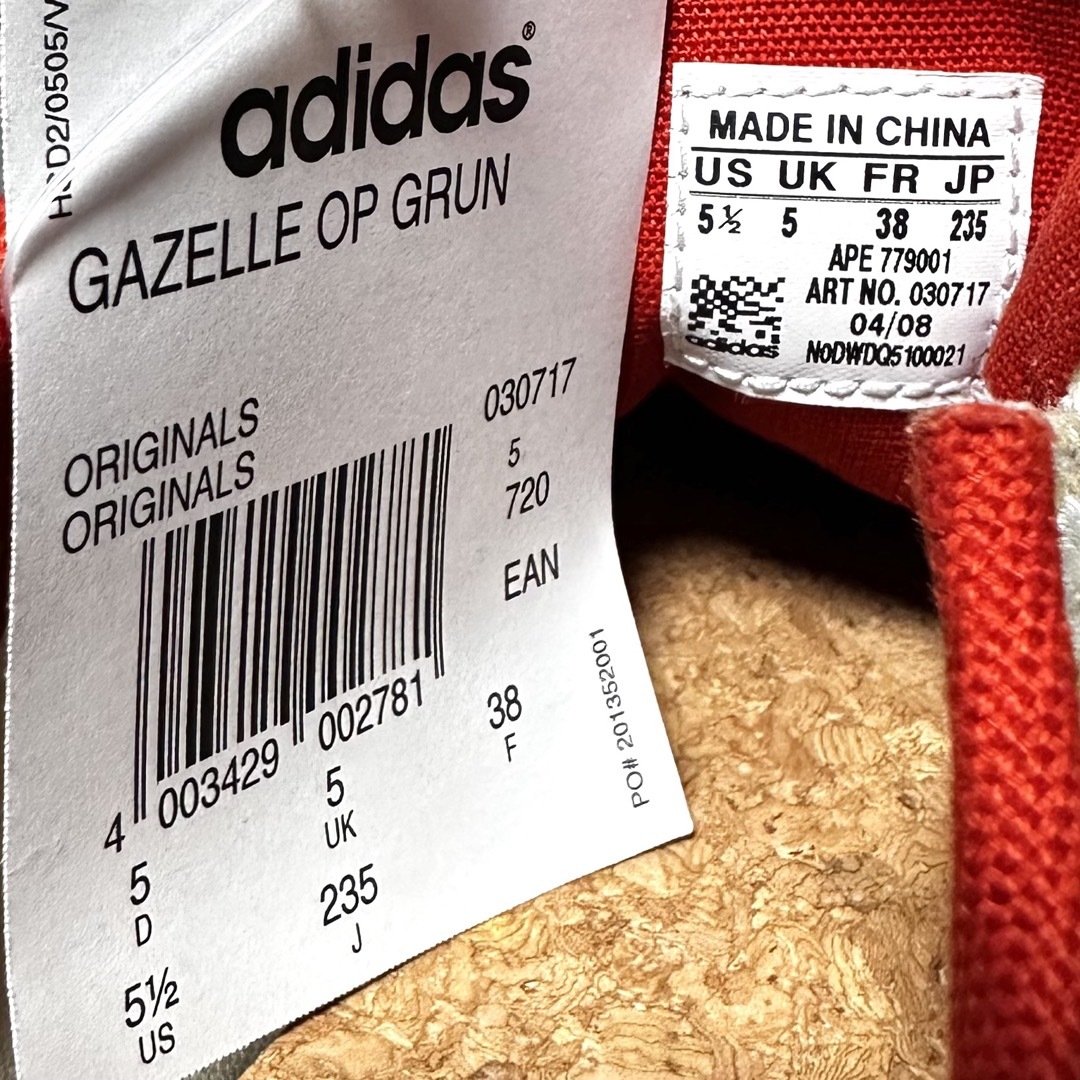 adidas®
GAZELLE OP GRUN
ORIGINALS
ORIGINALS
030717
5
720
EAN
4 003429 002781
38
F
5
UK
5
D
235
J
5½
US
PO# 201352001
MADE IN CHINA
US UK FR JP
5½ 5 38 235
APE 779001
ART NO. 030717
04/08
adidas
NoDWDQ5100021